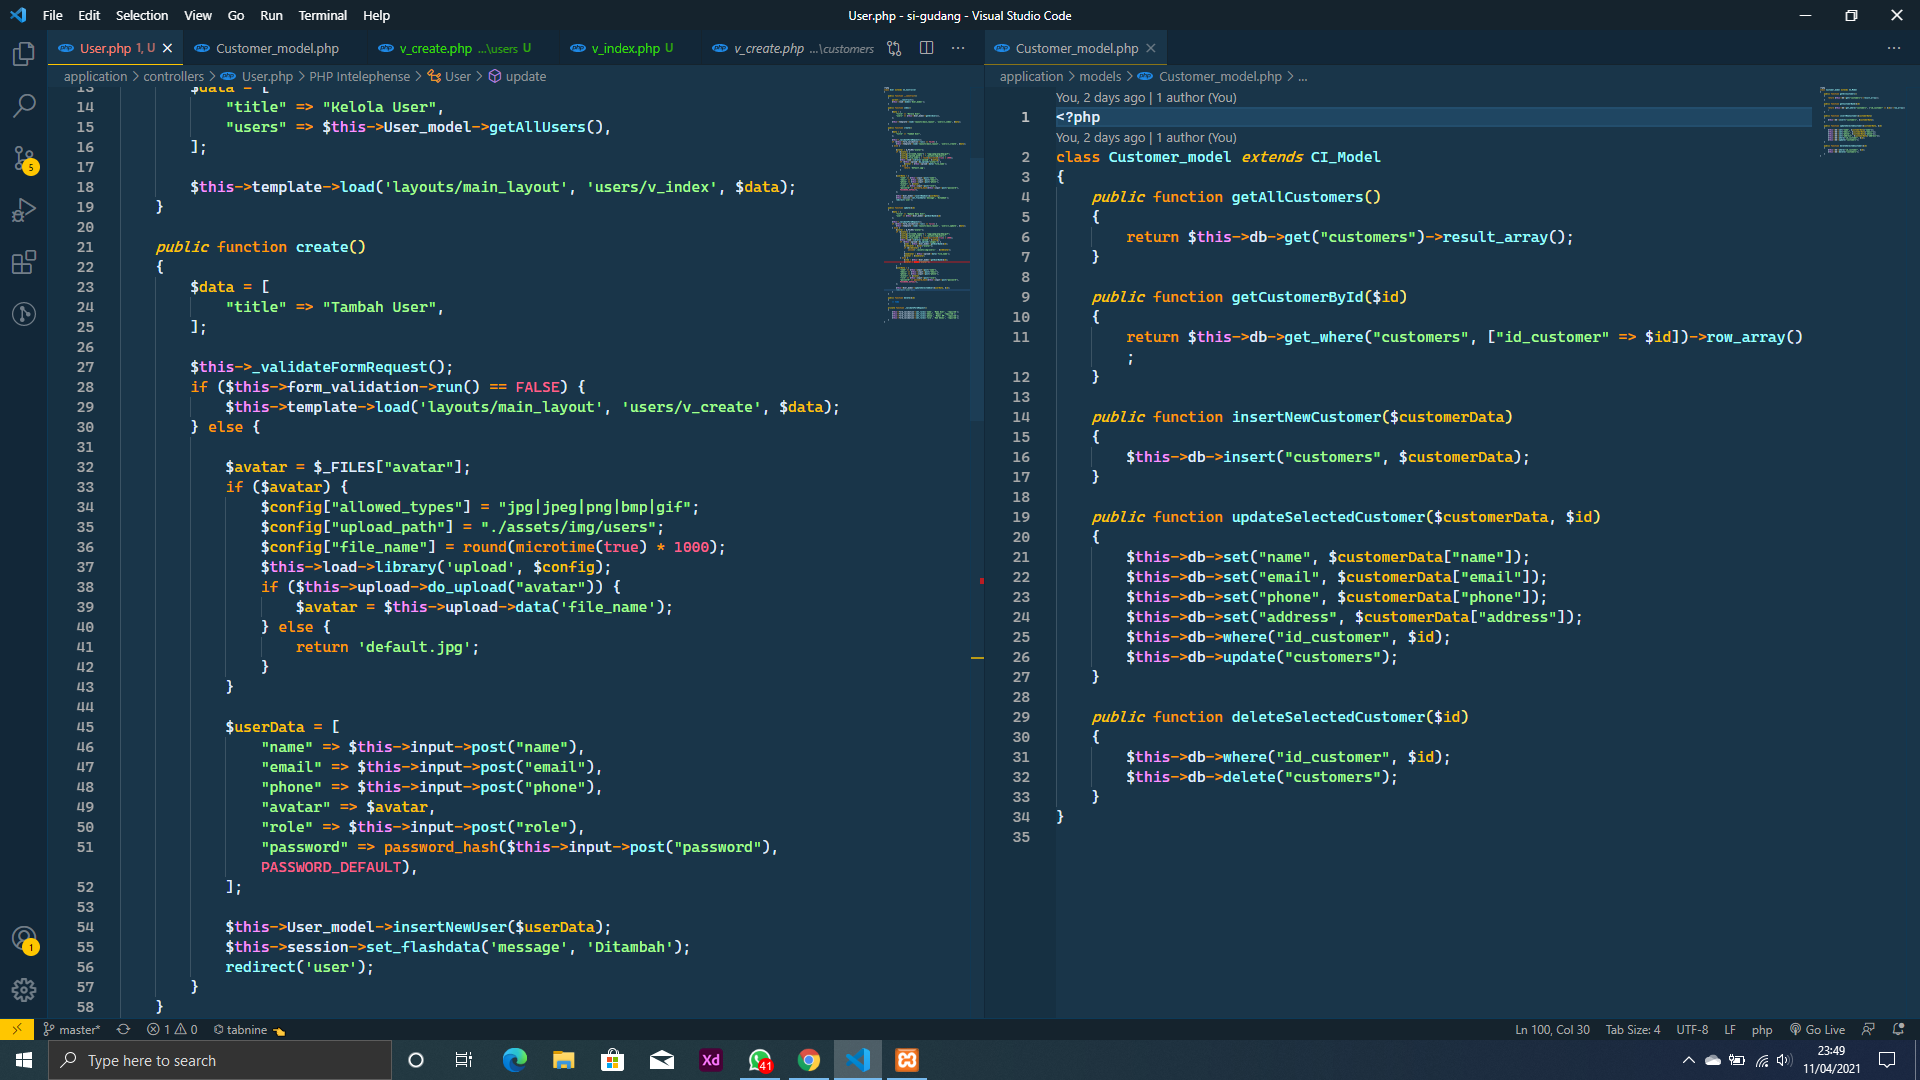 File Edit Selection View Go Run Terminal Help
User.php - si-gudang - Visual Studio Code
User.php 1, U
Customer_model.php
v_create.php ...\users U
v_index.php U
v_create.php ...\customers
application > controllers > User.php > PHP Intelephense > User > update
13 $data = [
14 "title" => "Kelola User",
15 "users" => $this->User_model->getAllUsers(),
16 ];
17
18 $this->template->load('layouts/main_layout', 'users/v_index', $data);
19 }
20
21 public function create()
22 {
23 $data = [
24 "title" => "Tambah User",
25 ];
26
27 $this->_validateFormRequest();
28 if ($this->form_validation->run() == FALSE) {
29 $this->template->load('layouts/main_layout', 'users/v_create', $data);
30 } else {
31
32 $avatar = $_FILES["avatar"];
33 if ($avatar) {
34 $config["allowed_types"] = "jpg|jpeg|png|bmp|gif";
35 $config["upload_path"] = "./assets/img/users";
36 $config["file_name"] = round(microtime(true) * 1000);
37 $this->load->library('upload', $config);
38 if ($this->upload->do_upload("avatar")) {
39 $avatar = $this->upload->data('file_name');
40 } else {
41 return 'default.jpg';
42 }
43 }
44
45 $userData = [
46 "name" => $this->input->post("name"),
47 "email" => $this->input->post("email"),
48 "phone" => $this->input->post("phone"),
49 "avatar" => $avatar,
50 "role" => $this->input->post("role"),
51 "password" => password_hash($this->input->post("password"),
PASSWORD_DEFAULT),
52 ];
53
54 $this->User_model->insertNewUser($userData);
55 $this->session->set_flashdata('message', 'Ditambah');
56 redirect('user');
57 }
58 }
Customer_model.php
application > models > Customer_model.php > ...
You, 2 days ago | 1 author (You)
1 <?php
You, 2 days ago | 1 author (You)
2 class Customer_model extends CI_Model
3 {
4 public function getAllCustomers()
5 {
6 return $this->db->get("customers")->result_array();
7 }
8
9 public function getCustomerById($id)
10 {
11 return $this->db->get_where("customers", ["id_customer" => $id])->row_array()
;
12 }
13
14 public function insertNewCustomer($customerData)
15 {
16 $this->db->insert("customers", $customerData);
17 }
18
19 public function updateSelectedCustomer($customerData, $id)
20 {
21 $this->db->set("name", $customerData["name"]);
22 $this->db->set("email", $customerData["email"]);
23 $this->db->set("phone", $customerData["phone"]);
24 $this->db->set("address", $customerData["address"]);
25 $this->db->where("id_customer", $id);
26 $this->db->update("customers");
27 }
28
29 public function deleteSelectedCustomer($id)
30 {
31 $this->db->where("id_customer", $id);
32 $this->db->delete("customers");
33 }
34 }
35
5
1
master* 1 0 tabnine
Ln 100, Col 30 Tab Size: 4 UTF-8 LF php Go Live
Type here to search
Xd
41
23:49
11/04/2021